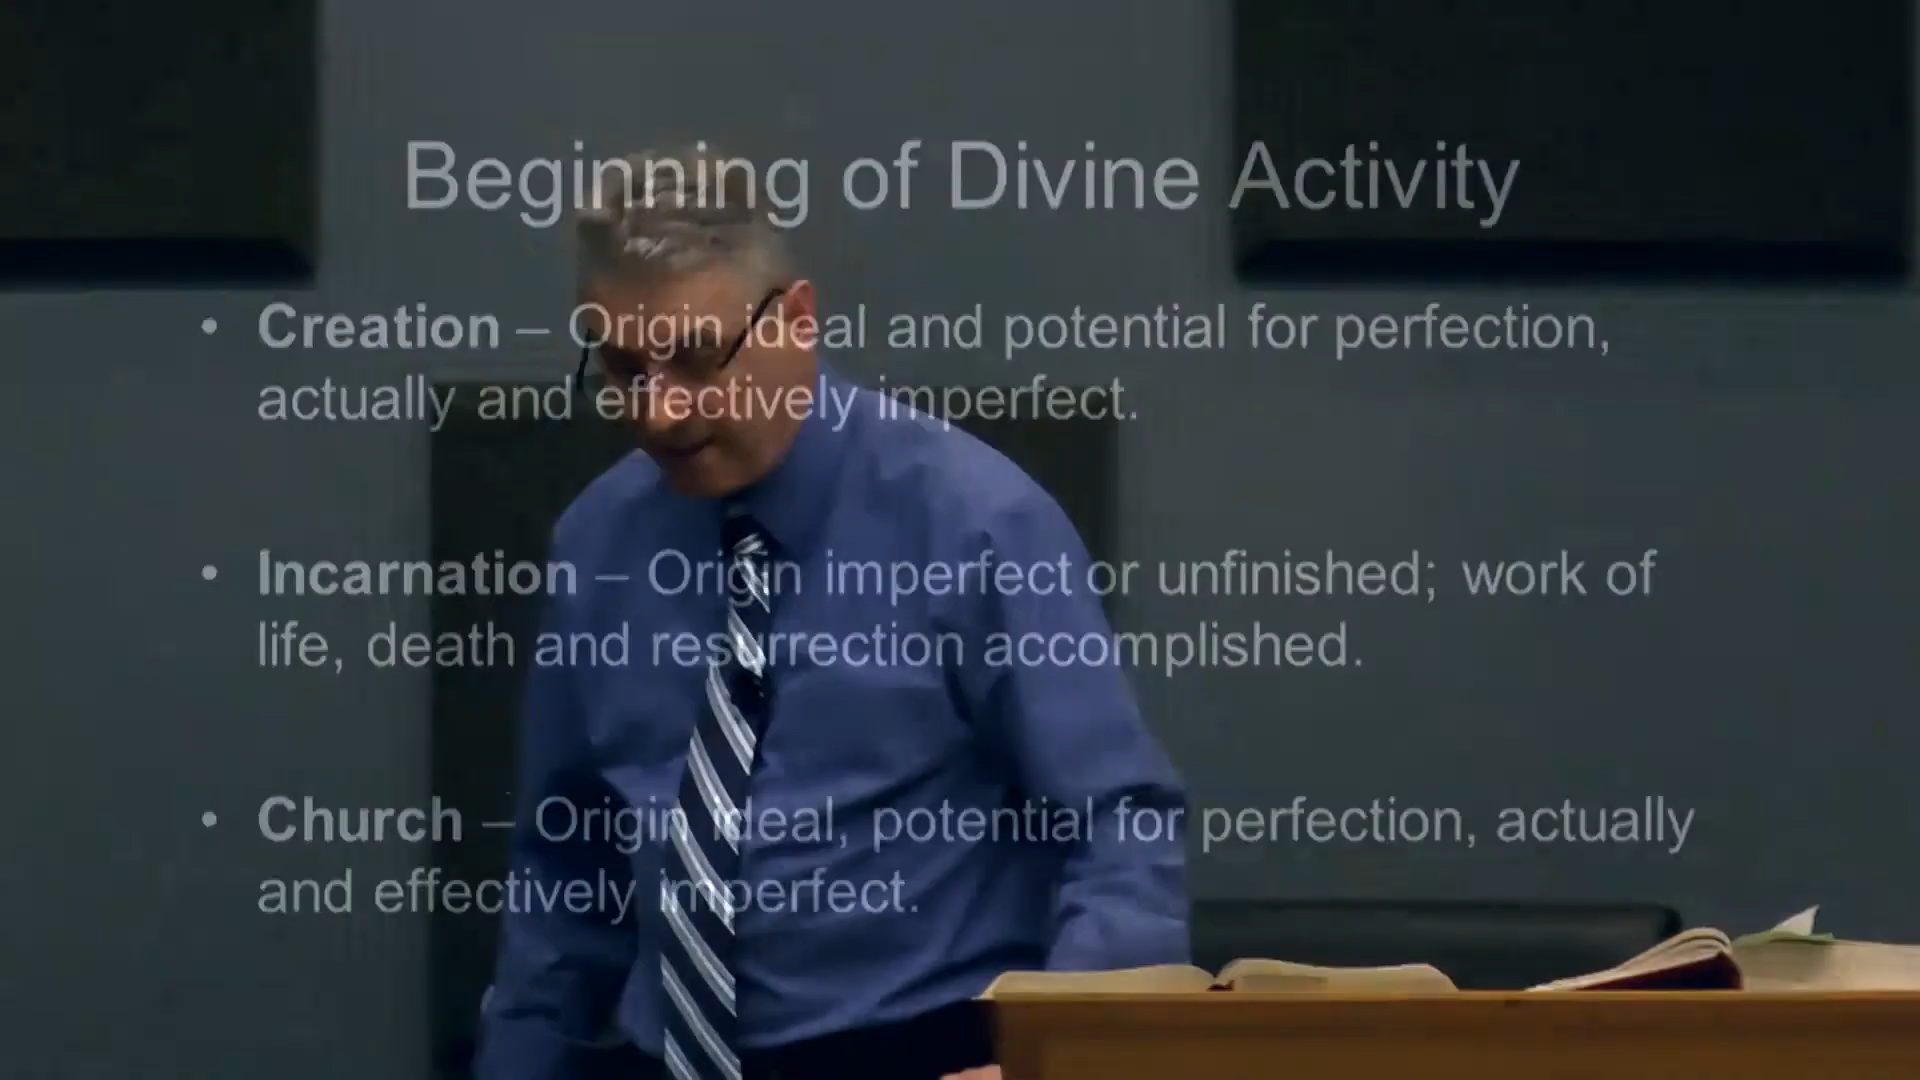 Beginning of Divine Activity
• Creation – Origin ideal and potential for perfection,
actually and effectively imperfect.
• Incarnation – Origin imperfect or unfinished; work of
life, death and resurrection accomplished.
• Church – Origin ideal, potential for perfection, actually
and effectively imperfect.